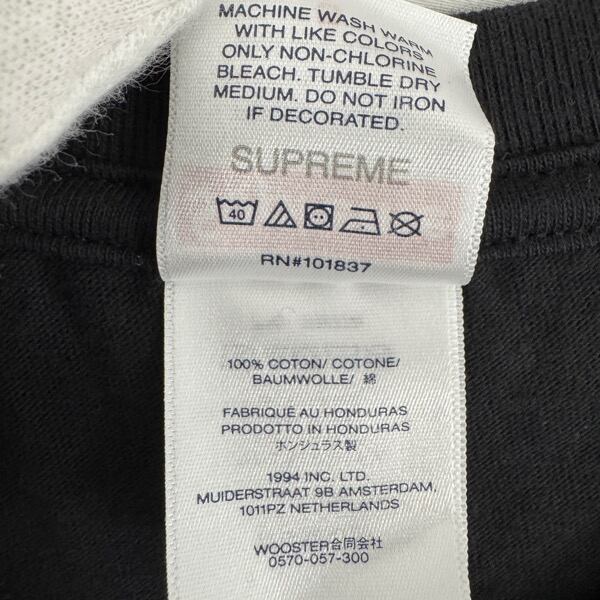 MACHINE WASH WARM
WITH LIKE COLORS
ONLY NON-CHLORINE
BLEACH. TUMBLE DRY
MEDIUM. DO NOT IRON
IF DECORATED.
SUPREME
40
RN#101837
100% COTON/ COTONE/
BAUMWOLLE/ 綿
FABRIQUÉ AU HONDURAS
PRODOTTO IN HONDURAS
ホンジュラス製
1994 INC. LTD.
MUIDERSTRAAT 9B AMSTERDAM,
1011PZ NETHERLANDS
WOOSTER合同会社
0570-057-300